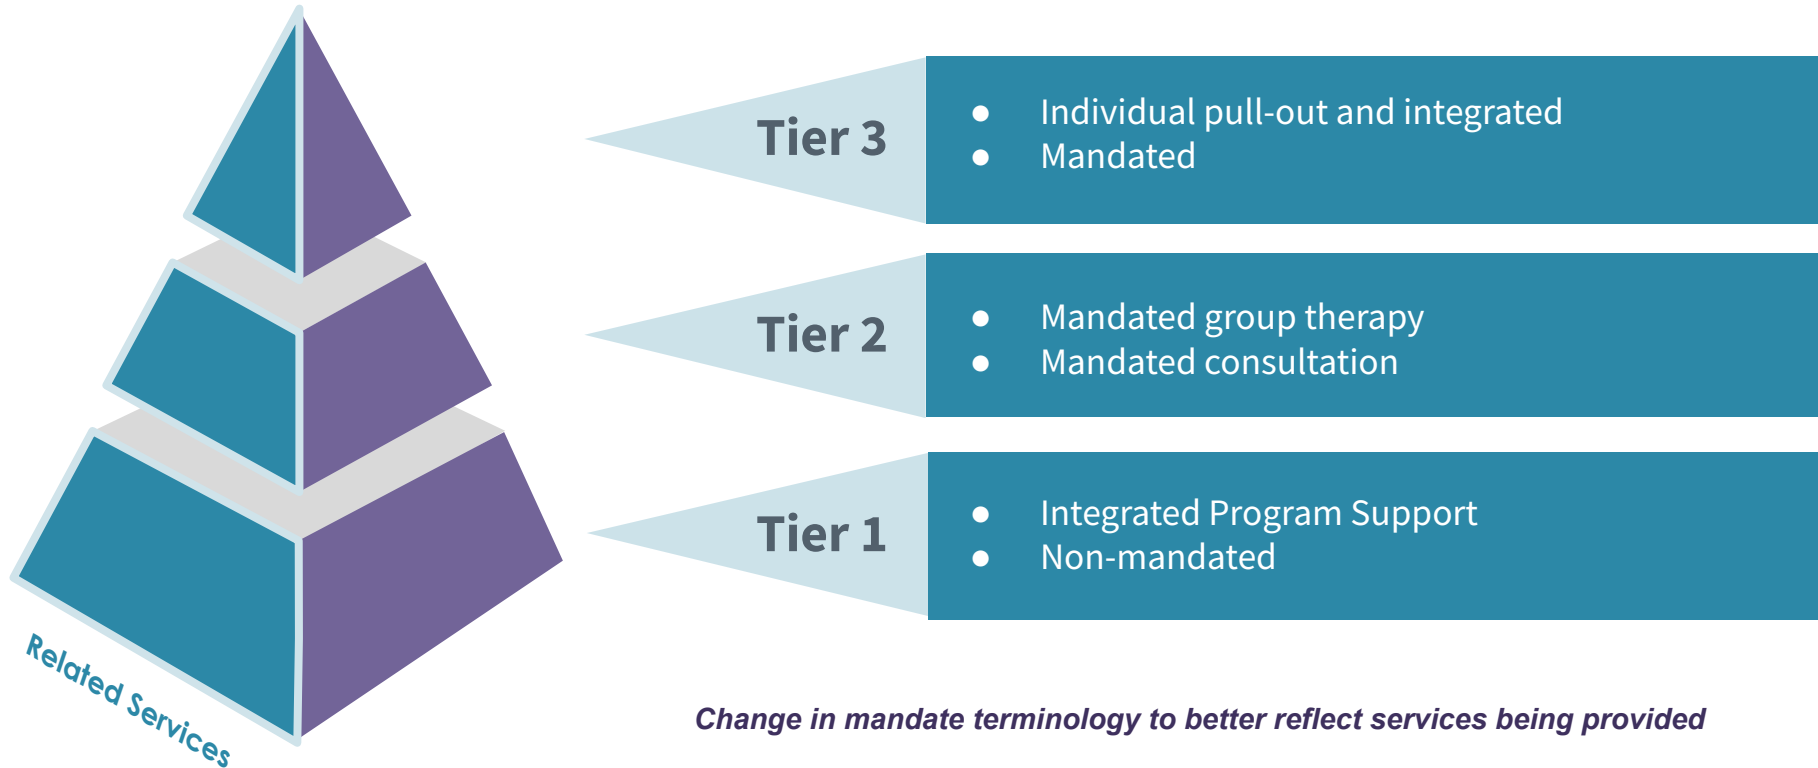 Tier 3
● Individual pull-out and integrated
● Mandated
Tier 2
● Mandated group therapy
● Mandated consultation
Tier 1
● Integrated Program Support
● Non-mandated
Related Services
Change in mandate terminology to better reflect services being provided